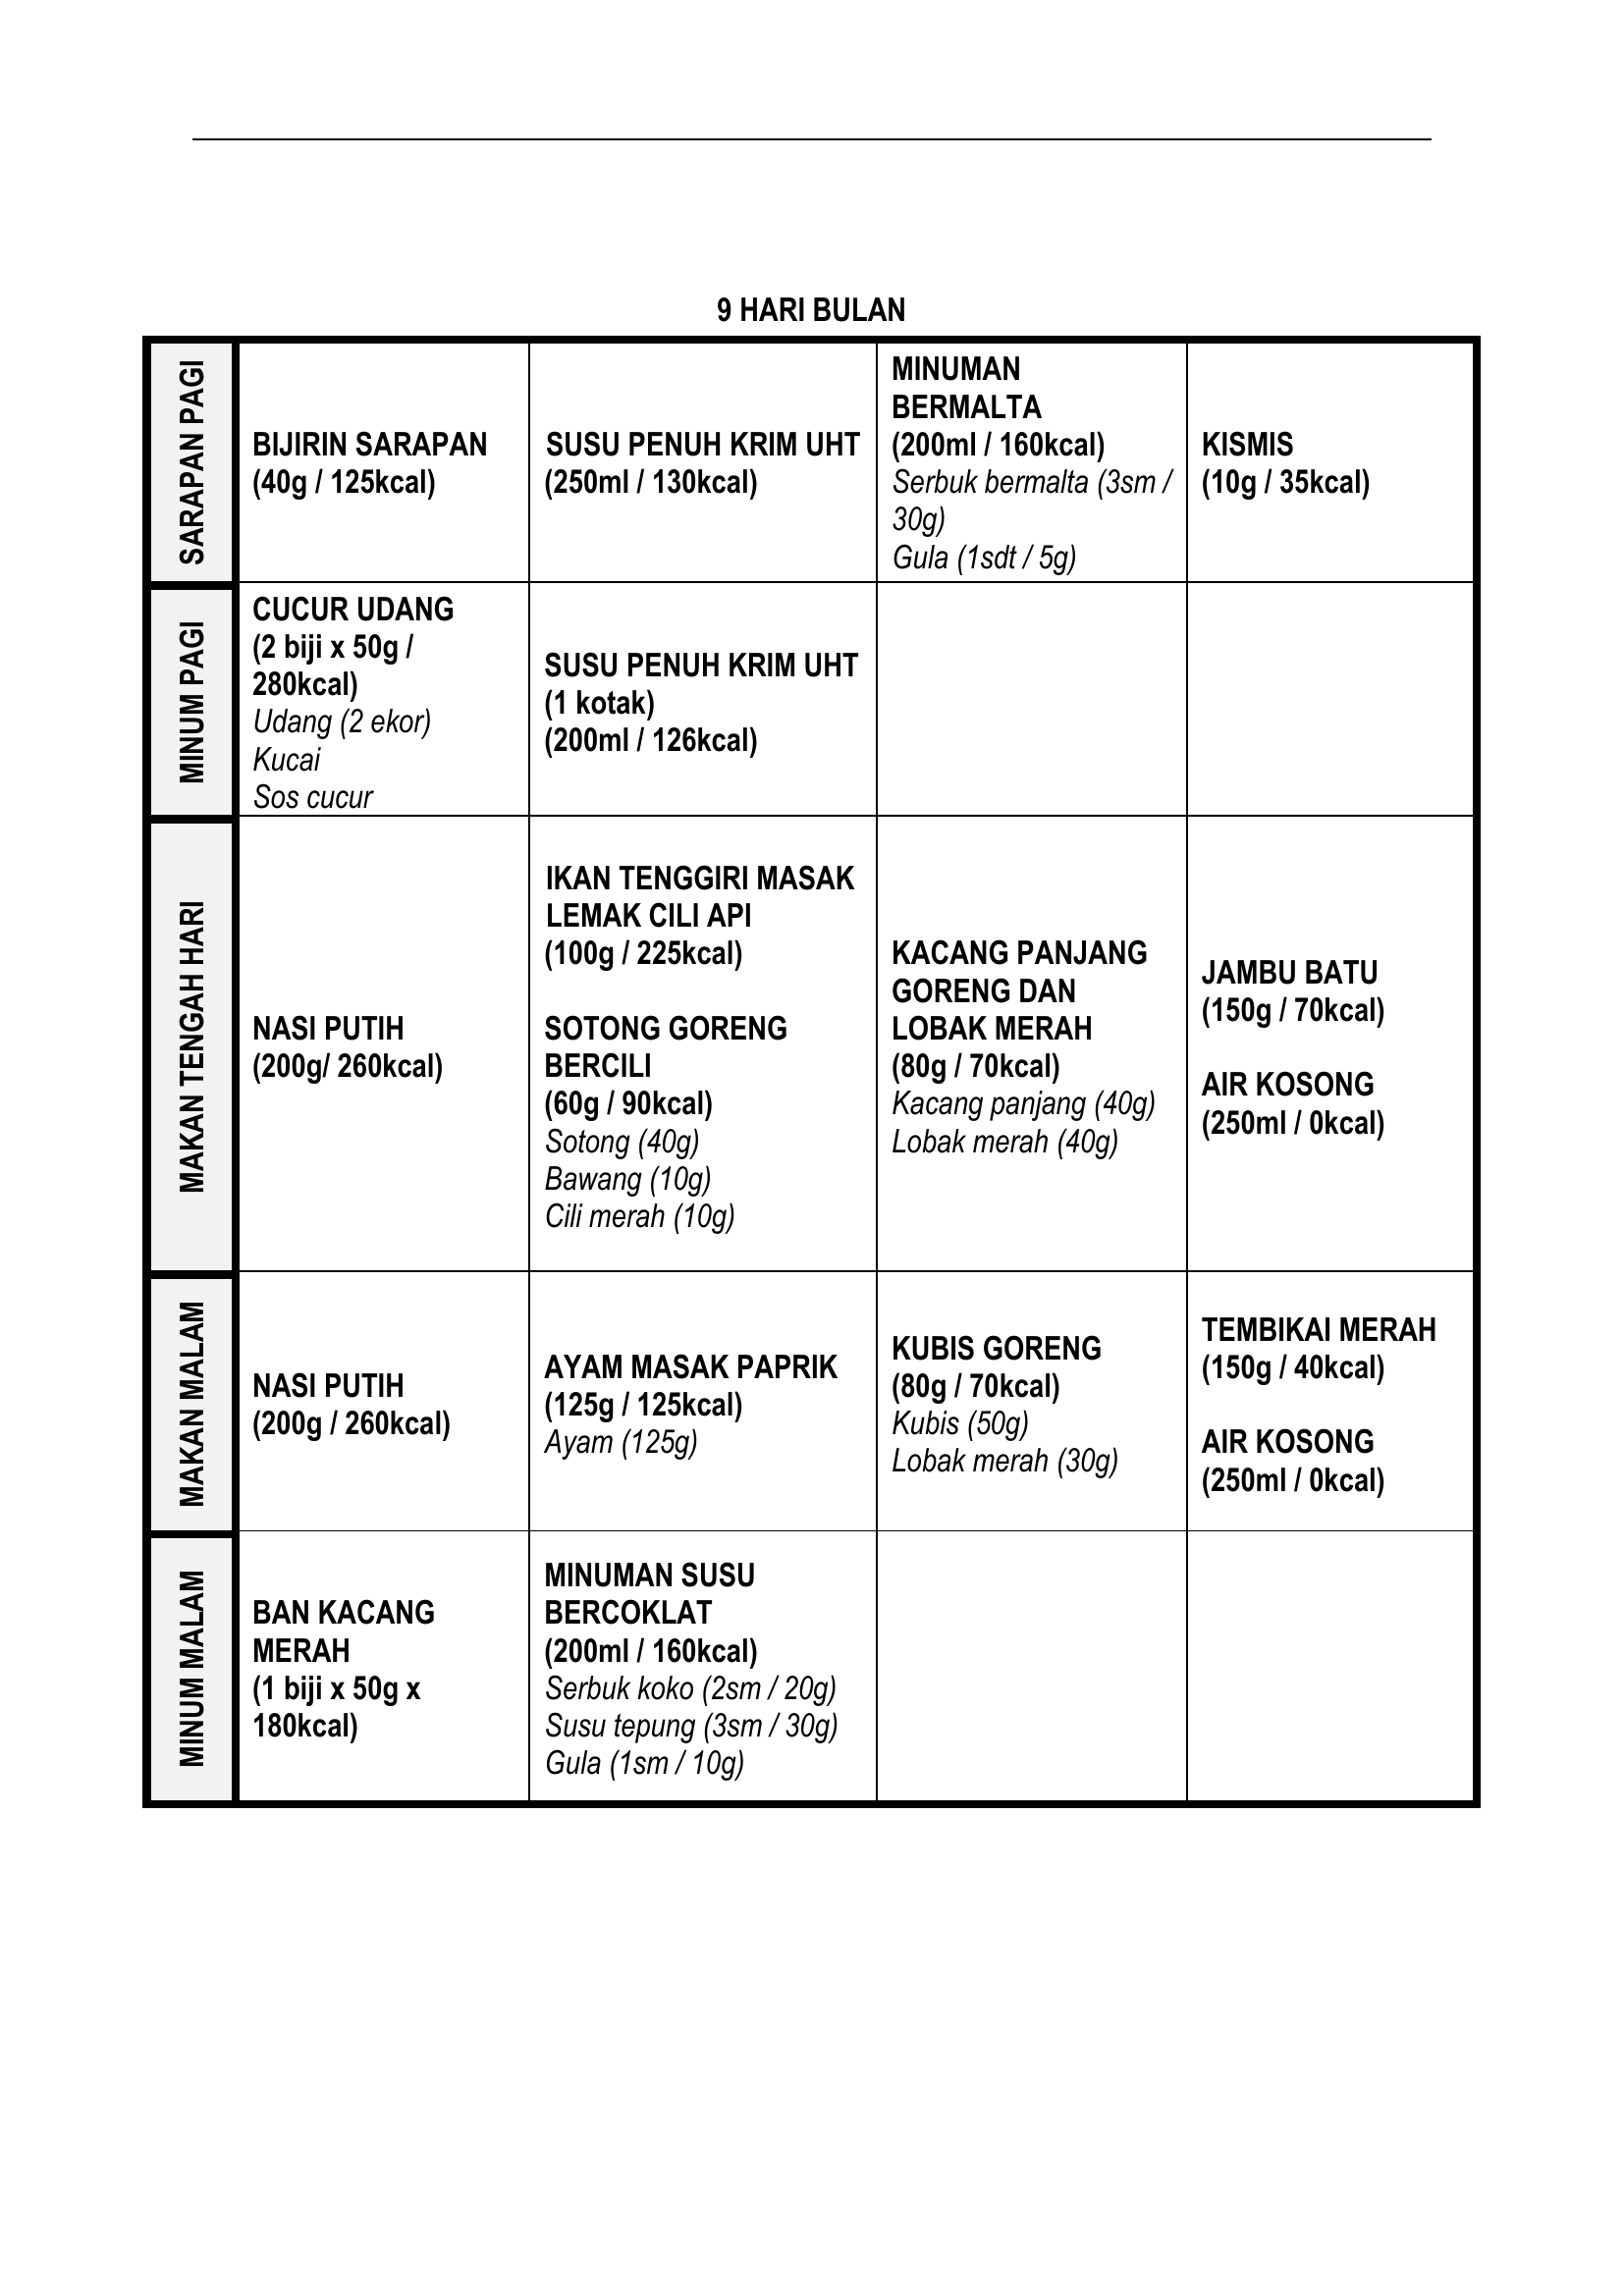 9 HARI BULAN
SARAPAN PAGI
BIJIRIN SARAPAN
(40g / 125kcal)
SUSU PENUH KRIM UHT
(250ml / 130kcal)
MINUMAN
BERMALTA
(200ml / 160kcal)
Serbuk bermalta (3sm /
30g)
Gula (1sdt / 5g)
KISMIS
(10g / 35kcal)
MINUM PAGI
CUCUR UDANG
(2 biji x 50g /
280kcal)
Udang (2 ekor)
Kucai
Sos cucur
SUSU PENUH KRIM UHT
(1 kotak)
(200ml / 126kcal)
MAKAN TENGAH HARI
NASI PUTIH
(200g/ 260kcal)
IKAN TENGGIRI MASAK
LEMAK CILI API
(100g / 225kcal)
SOTONG GORENG
BERCILI
(60g / 90kcal)
Sotong (40g)
Bawang (10g)
Cili merah (10g)
KACANG PANJANG
GORENG DAN
LOBAK MERAH
(80g / 70kcal)
Kacang panjang (40g)
Lobak merah (40g)
JAMBU BATU
(150g / 70kcal)
AIR KOSONG
(250ml / 0kcal)
MAKAN MALAM
NASI PUTIH
(200g / 260kcal)
AYAM MASAK PAPRIK
(125g / 125kcal)
Ayam (125g)
KUBIS GORENG
(80g / 70kcal)
Kubis (50g)
Lobak merah (30g)
TEMBIKAI MERAH
(150g / 40kcal)
AIR KOSONG
(250ml / 0kcal)
MINUM MALAM
BAN KACANG
MERAH
(1 biji x 50g x
180kcal)
MINUMAN SUSU
BERCOKLAT
(200ml / 160kcal)
Serbuk koko (2sm / 20g)
Susu tepung (3sm / 30g)
Gula (1sm / 10g)